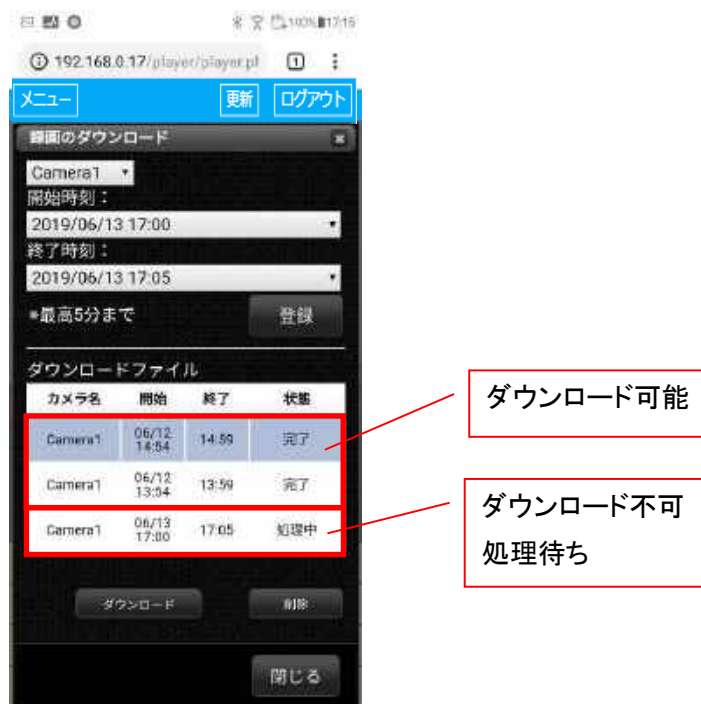 100% 17:15
192.168.0.17/player/player.pl 1
メニュー 更新 ログアウト
録画のダウンロード
Camera1
開始時刻：
2019/06/13 17:00
終了時刻：
2019/06/13 17:05
*最高5分まで 登録
ダウンロードファイル
カメラ名 開始 終了 状態
Camera1 06/12 14:54 14:59 完了
Camera1 06/12 13:54 13:59 完了
Camera1 06/13 17:00 17:05 処理中
ダウンロード 削除
閉じる
ダウンロード可能
ダウンロード不可
処理待ち